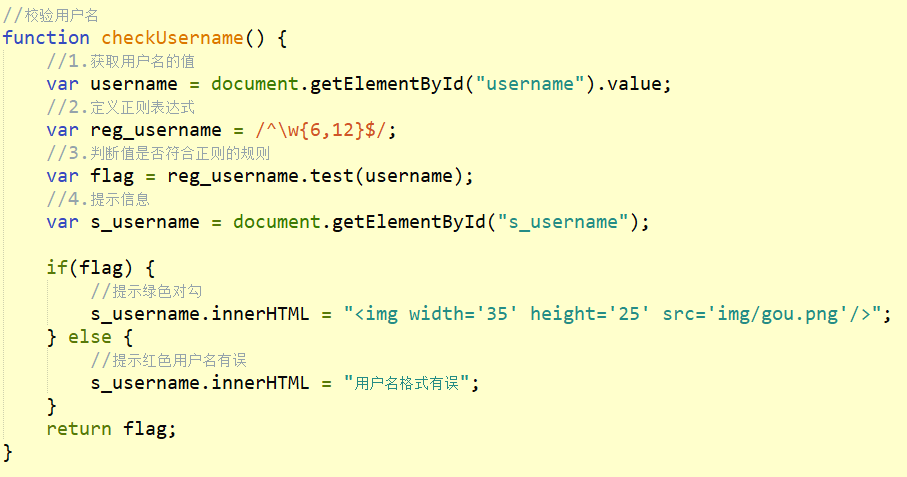 //校验用户名
function checkUsername() {
    //1.获取用户名的值
    var username = document.getElementById("username").value;
    //2.定义正则表达式
    var reg_username = /^\w{6,12}$/;
    //3.判断值是否符合正则的规则
    var flag = reg_username.test(username);
    //4.提示信息
    var s_username = document.getElementById("s_username");

    if(flag) {
        //提示绿色对勾
        s_username.innerHTML = "<img width='35' height='25' src='img/gou.png'/>";
    } else {
        //提示红色用户名有误
        s_username.innerHTML = "用户名格式有误";
    }
    return flag;
}